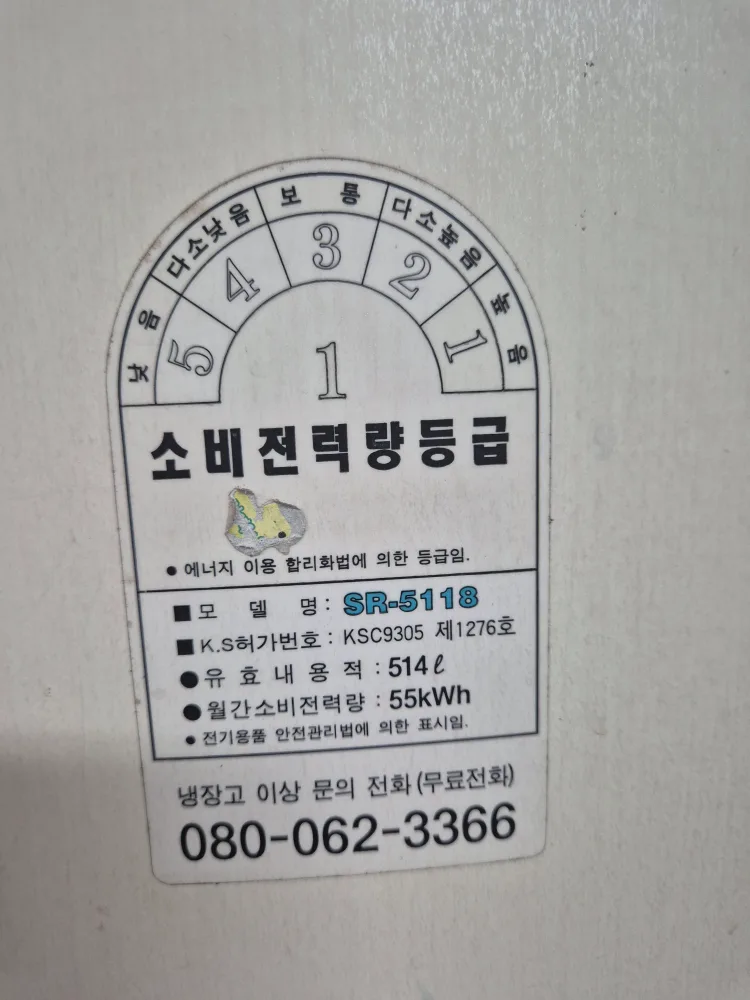 낮음 다소낮음 보통 다소높음 높음
5 4 3 2 1
1
소비전력량등급
● 에너지 이용 합리화법에 의한 등급임.
■ 모 델 명 : SR-5118
■ K.S허가번호 : KSC9305 제1276호
● 유 효 내 용 적 : 514ℓ
● 월간소비전력량 : 55kWh
● 전기용품 안전관리법에 의한 표시임.
냉장고 이상 문의 전화(무료전화)
080-062-3366